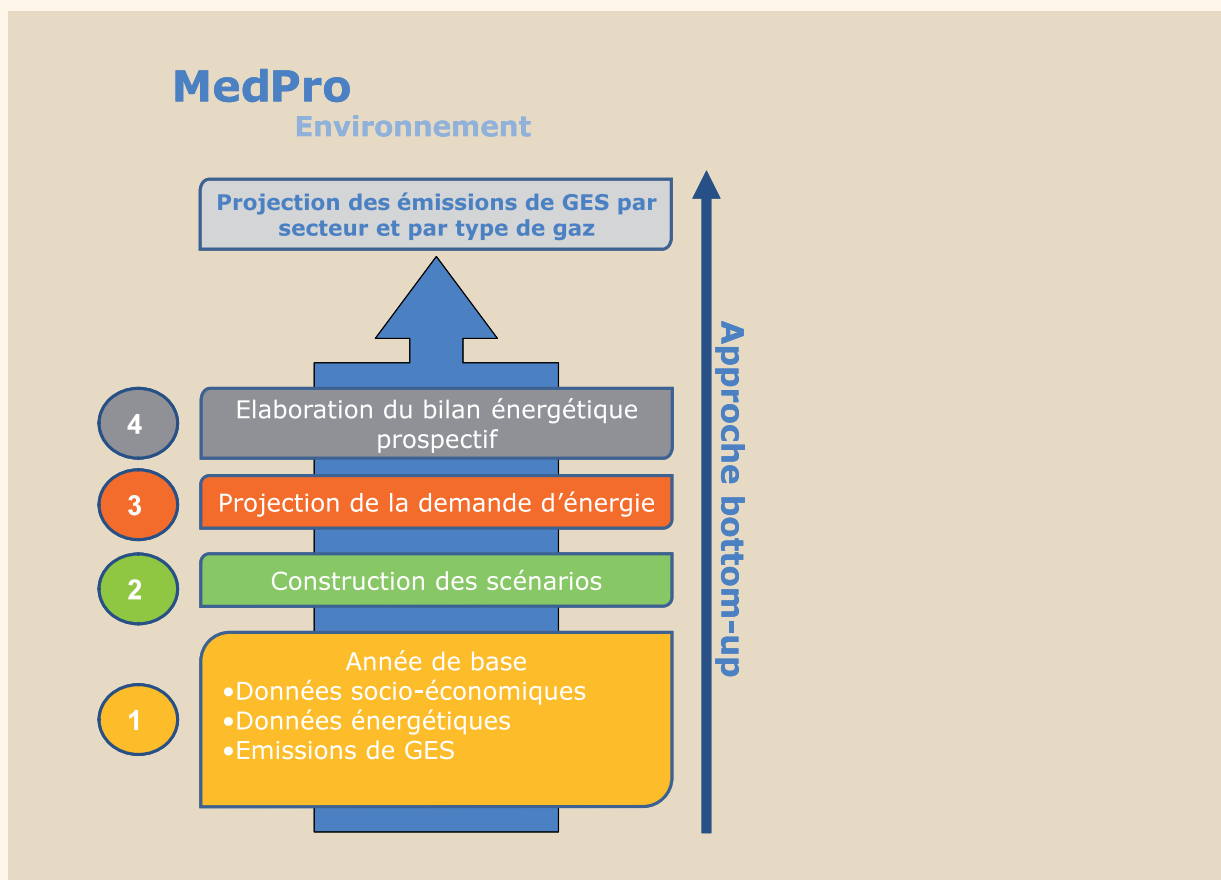 MedPro
Environnement
Projection des émissions de GES par
secteur et par type de gaz
4
Elaboration du bilan énergétique
prospectif
3
Projection de la demande d’énergie
2
Construction des scénarios
1
Année de base
•Données socio-économiques
•Données énergétiques
•Emissions de GES
Approche bottom-up